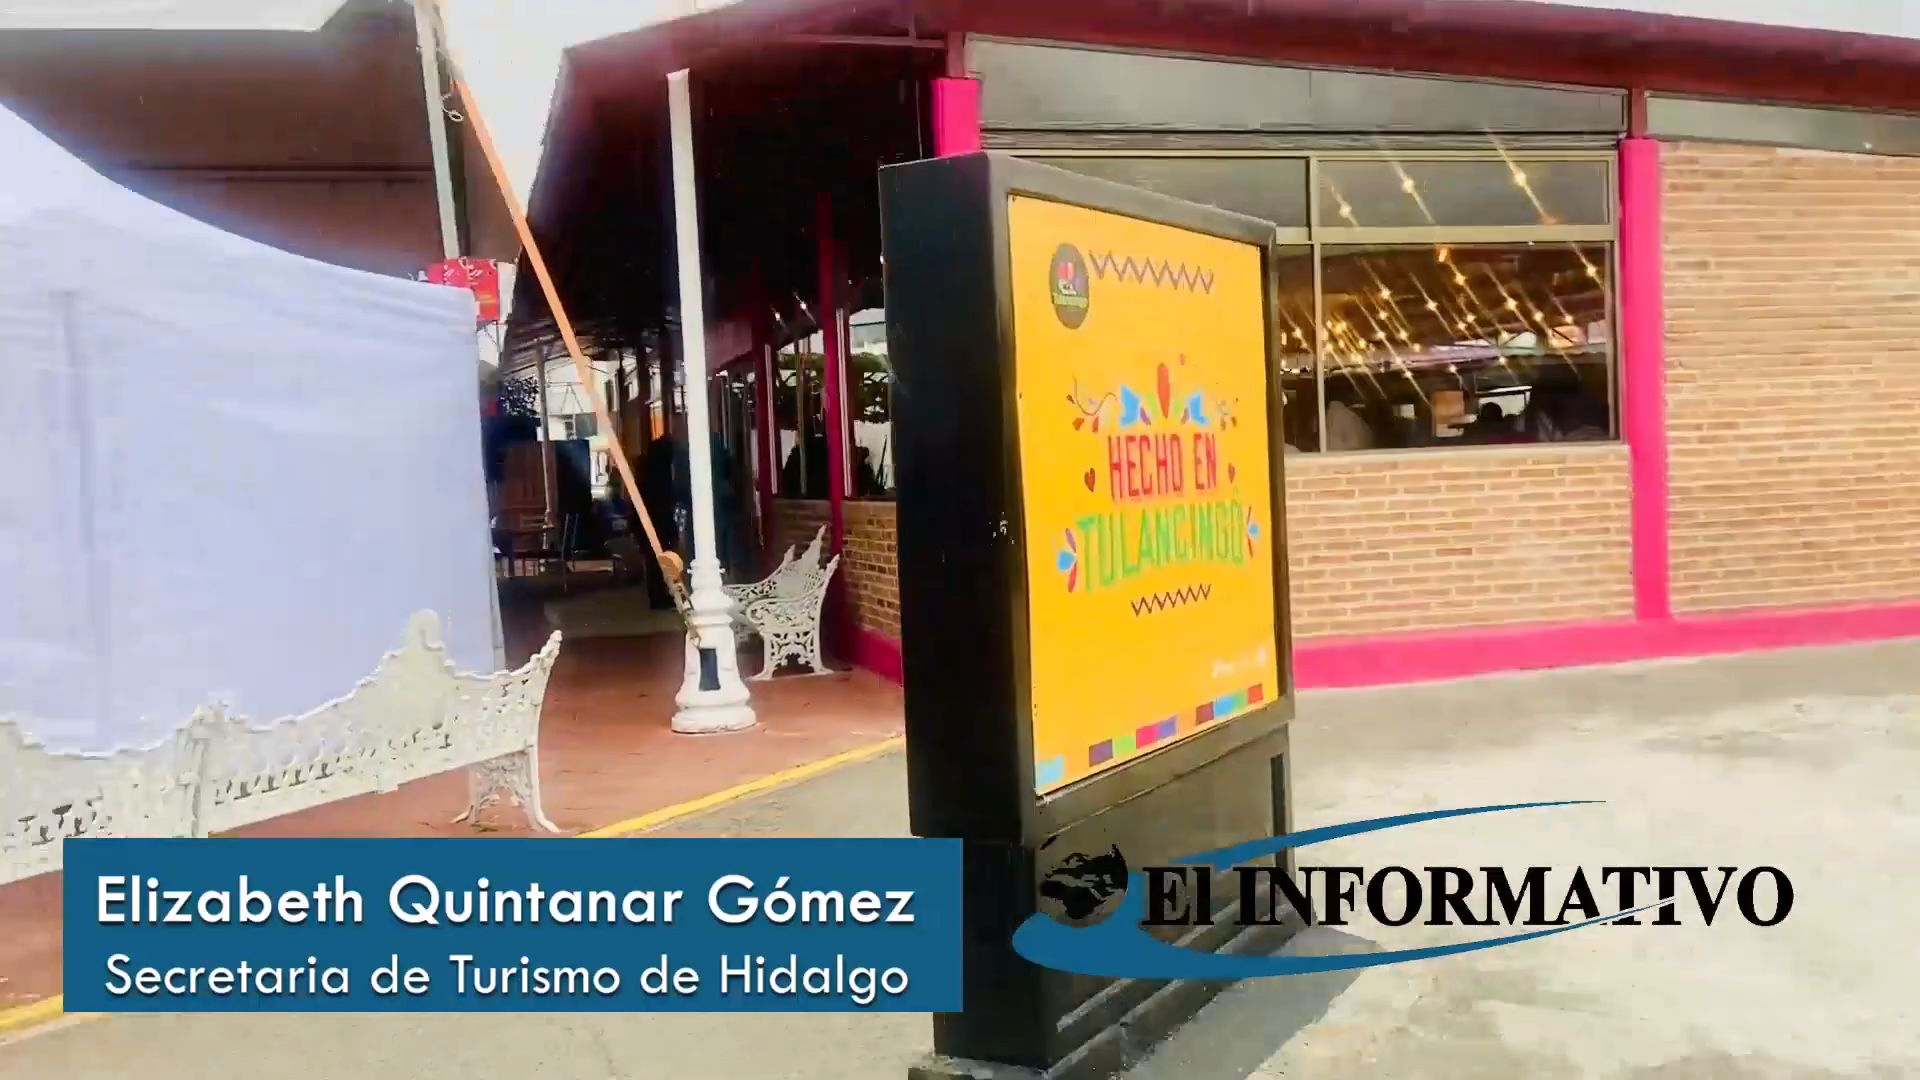 HECHO EN
TULANCINGO
Elizabeth Quintanar Gómez
Secretaria de Turismo de Hidalgo
El INFORMATIVO